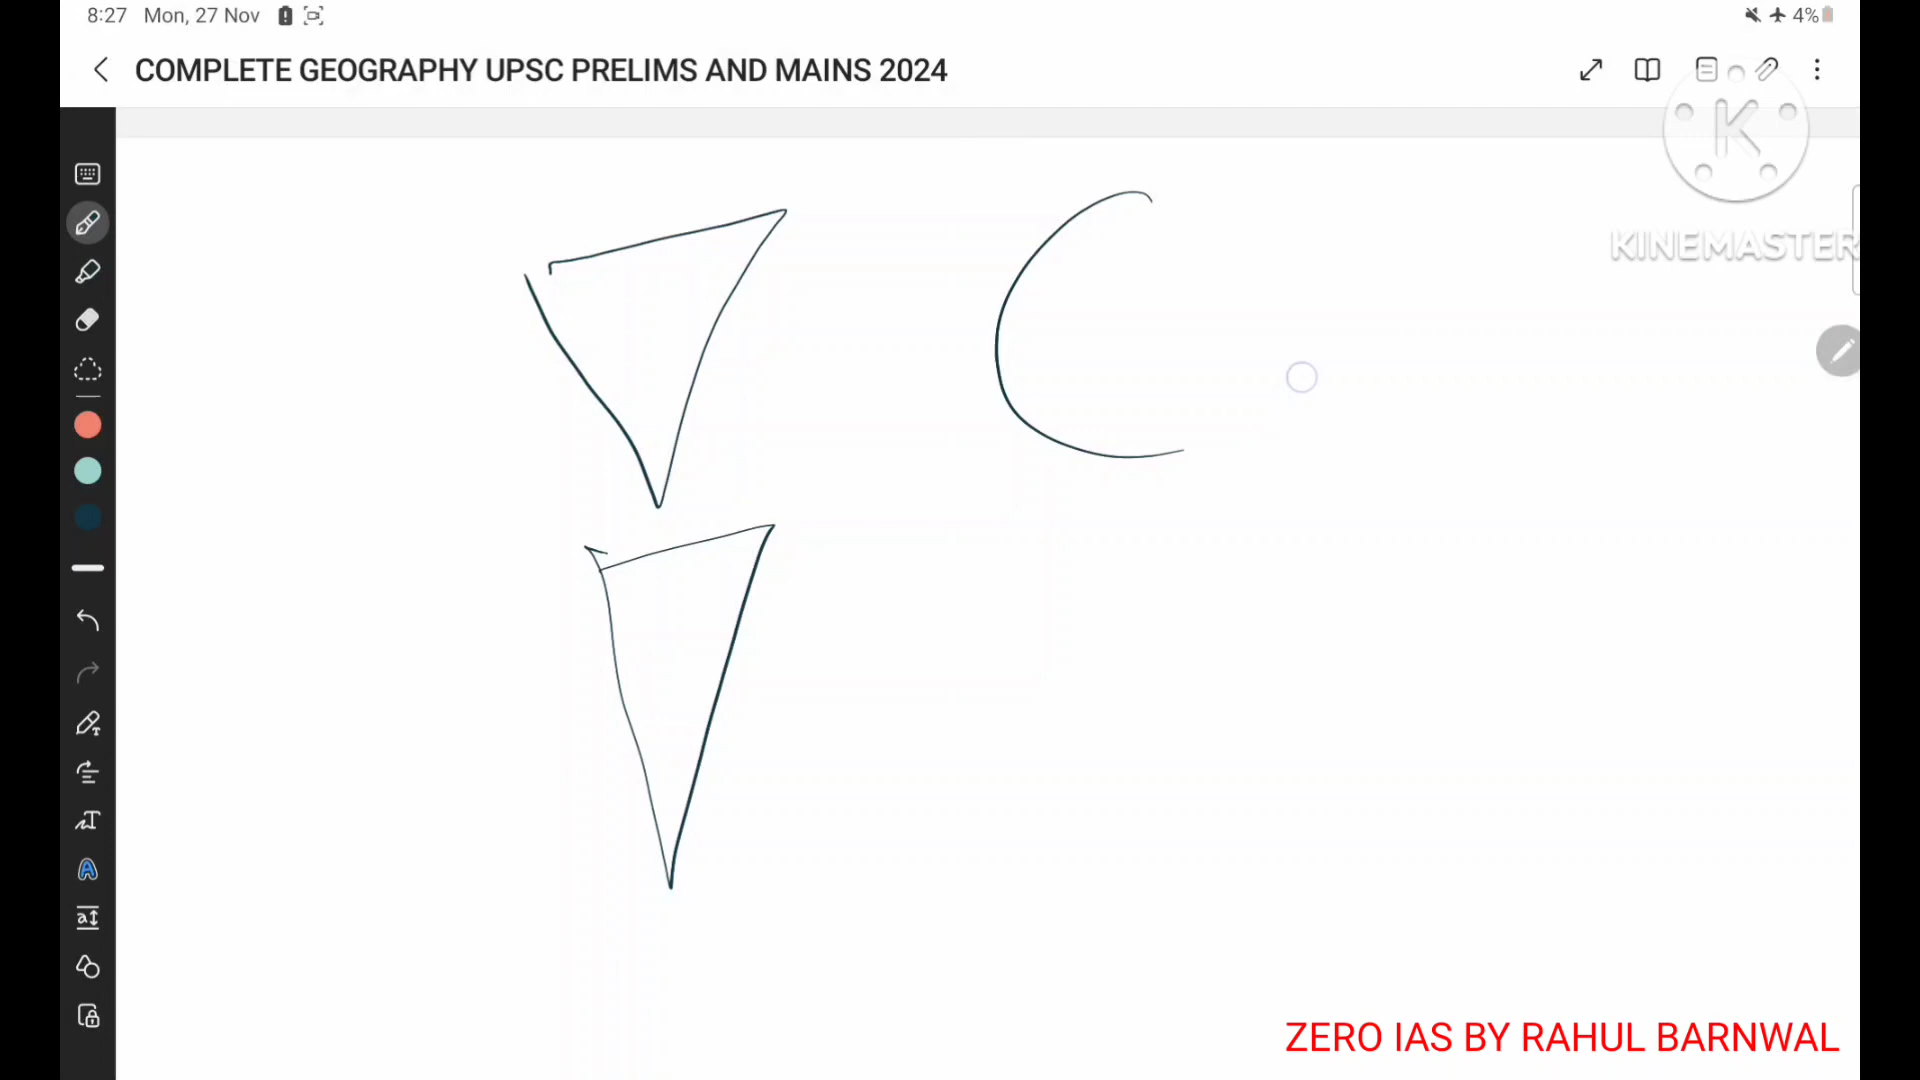 8:27 Mon, 27 Nov
4%
COMPLETE GEOGRAPHY UPSC PRELIMS AND MAINS 2024
K
KINEMASTER
ZERO IAS BY RAHUL BARNWAL